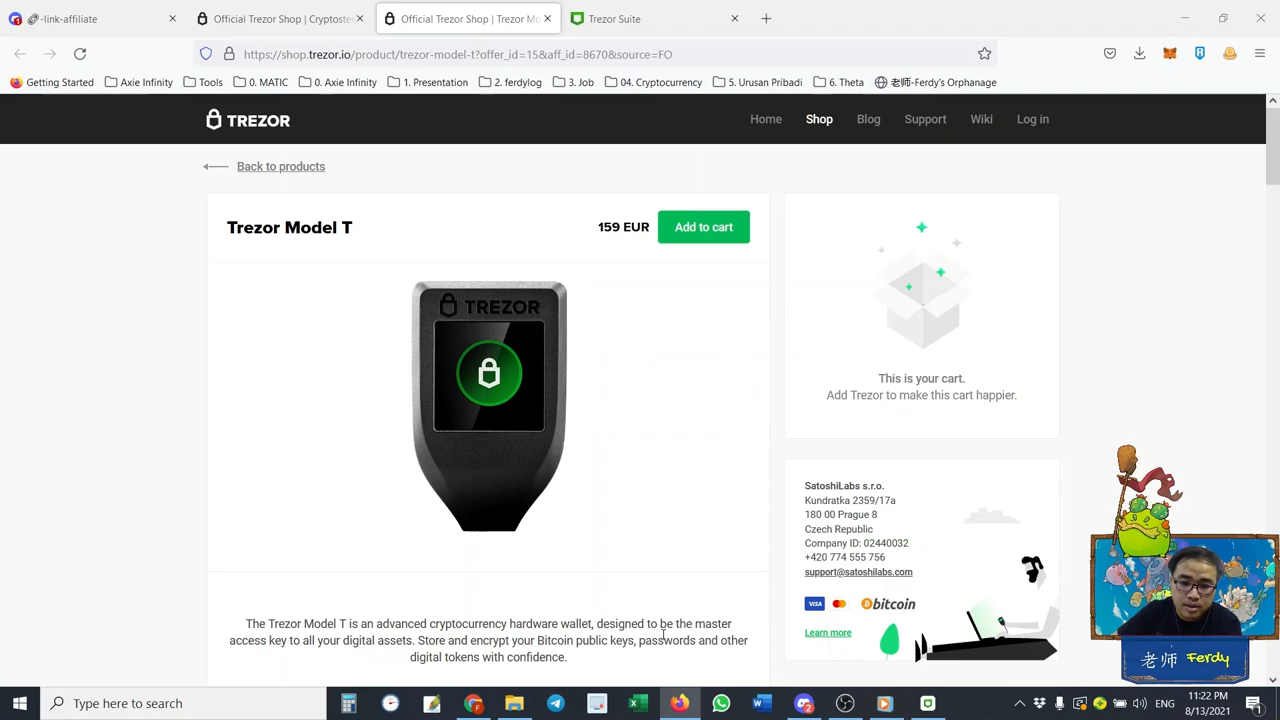 -link-affiliate
Official Trezor Shop | Cryptoste
Official Trezor Shop | Trezor Mo
Trezor Suite
https://shop.trezor.io/product/trezor-model-t?offer_id=15&aff_id=8670&source=FO
Getting Started
Axie Infinity
Tools
0. MATIC
0. Axie Infinity
1. Presentation
2. ferdylog
3. Job
04. Cryptocurrency
5. Urusan Pribadi
6. Theta
老师-Ferdy's Orphanage
TREZOR
Home
Shop
Blog
Support
Wiki
Log in
Back to products
Trezor Model T
159 EUR
Add to cart
TREZOR
The Trezor Model T is an advanced cryptocurrency hardware wallet, designed to be the master
access key to all your digital assets. Store and encrypt your Bitcoin public keys, passwords and other
digital tokens with confidence.
This is your cart.
Add Trezor to make this cart happier.
SatoshiLabs s.r.o.
Kundratka 2359/17a
180 00 Prague 8
Czech Republic
Company ID: 02440032
+420 774 555 756
support@satoshilabs.com
VISA
bitcoin
Learn more
老师 Ferdy
Type here to search
11:22 PM
8/13/2021